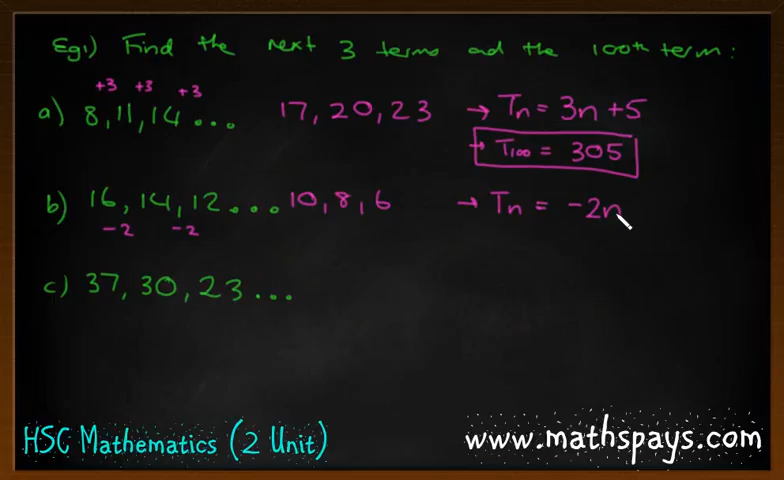 Eg1) Find the next 3 terms and the 100th term:
+3 +3 +3
a) 8, 11, 14... 17, 20, 23 → Tn = 3n + 5
→ T100 = 305
b) 16, 14, 12... 10, 8, 6 → Tn = -2n
-2 -2
c) 37, 30, 23...
HSC Mathematics (2 Unit) www.mathspays.com